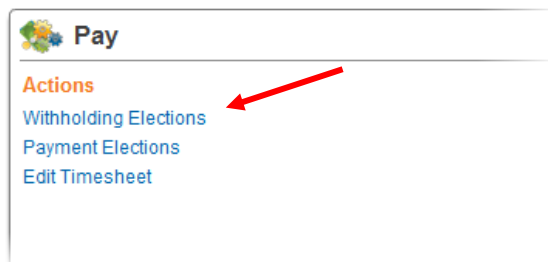 Pay
Actions
Withholding Elections
Payment Elections
Edit Timesheet